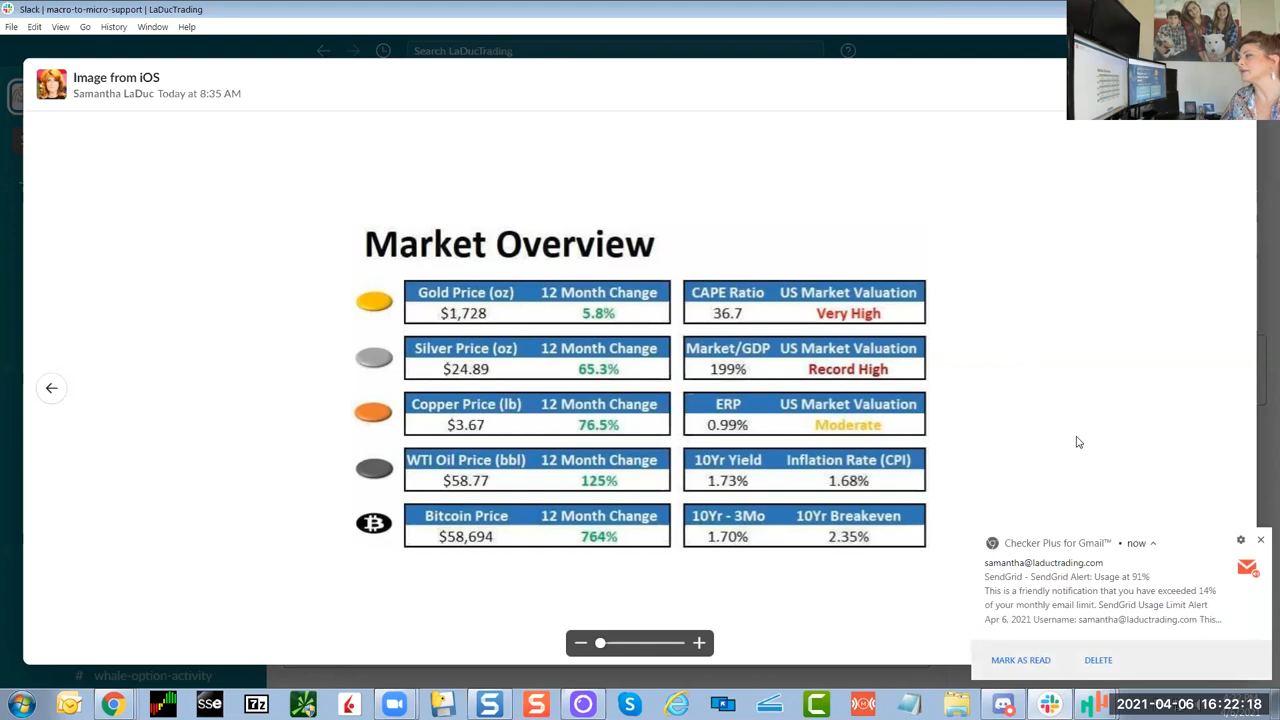 Slack | macro-to-micro-support | LaDucTrading
File Edit View Go History Window Help
Search LaDucTrading
Image from iOS
Samantha LaDuc Today at 8:35 AM
Market Overview
Gold Price (oz) 12 Month Change CAPE Ratio US Market Valuation
$1,728 5.8% 36.7 Very High
Silver Price (oz) 12 Month Change Market/GDP US Market Valuation
$24.89 65.3% 199% Record High
Copper Price (lb) 12 Month Change ERP US Market Valuation
$3.67 76.5% 0.99% Moderate
WTI Oil Price (bbl) 12 Month Change 10Yr Yield Inflation Rate (CPI)
$58.77 125% 1.73% 1.68%
Bitcoin Price 12 Month Change 10Yr - 3Mo 10Yr Breakeven
$58,694 764% 1.70% 2.35%
Checker Plus for Gmail™ • now
samantha@laductrading.com
SendGrid - SendGrid Alert: Usage at 91%
This is a friendly notification that you have exceeded 14%
of your monthly email limit. SendGrid Usage Limit Alert
Apr 6, 2021 Username: samantha@laductrading.com This...
MARK AS READ DELETE
# whale-option-activity
sse
2021-04-06 16:22:18